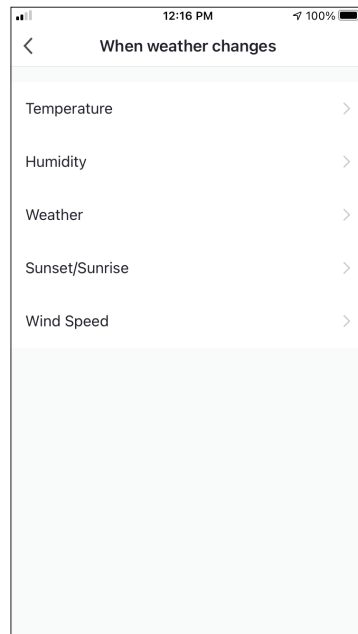 12:16 PM 100%
When weather changes
Temperature
Humidity
Weather
Sunset/Sunrise
Wind Speed